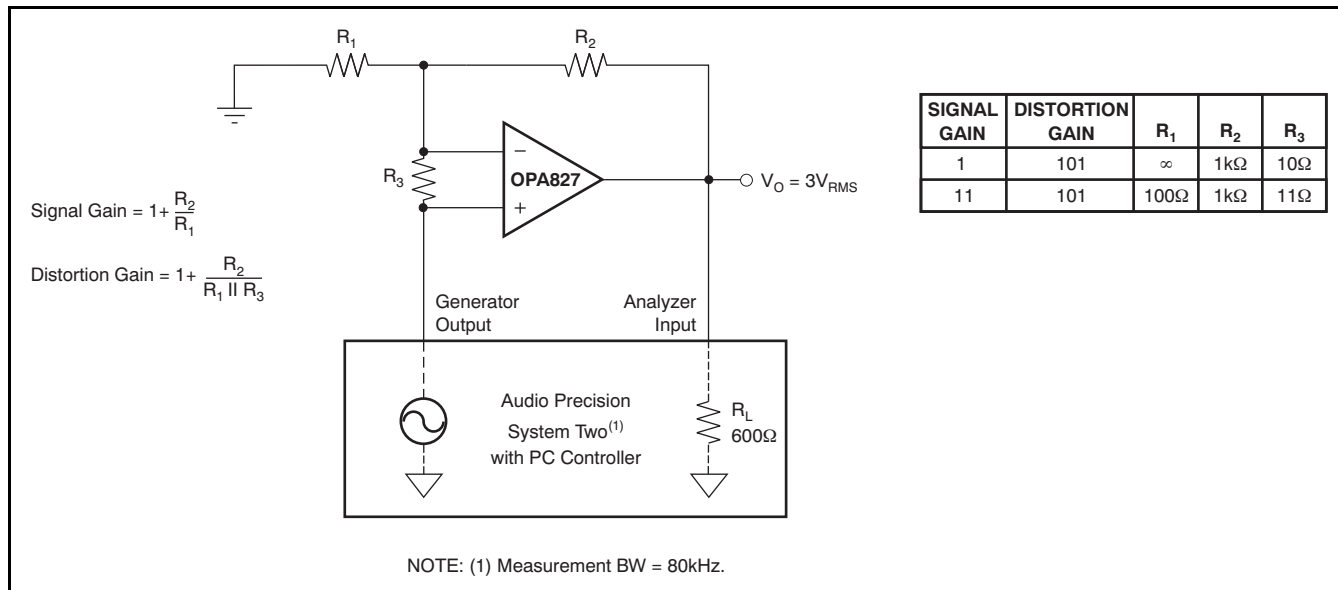 R1
R2
SIGNAL GAIN DISTORTION GAIN R1 R2 R3
1 101 ∞ 1kΩ 10Ω
11 101 100Ω 1kΩ 11Ω
−
R3
OPA827
+
VO = 3VRMS
Signal Gain = 1+ R2/R1
Distortion Gain = 1+ R2/(R1 II R3)
Generator
Output
Analyzer
Input
Audio Precision
System Two(1)
with PC Controller
RL
600Ω
NOTE: (1) Measurement BW = 80kHz.